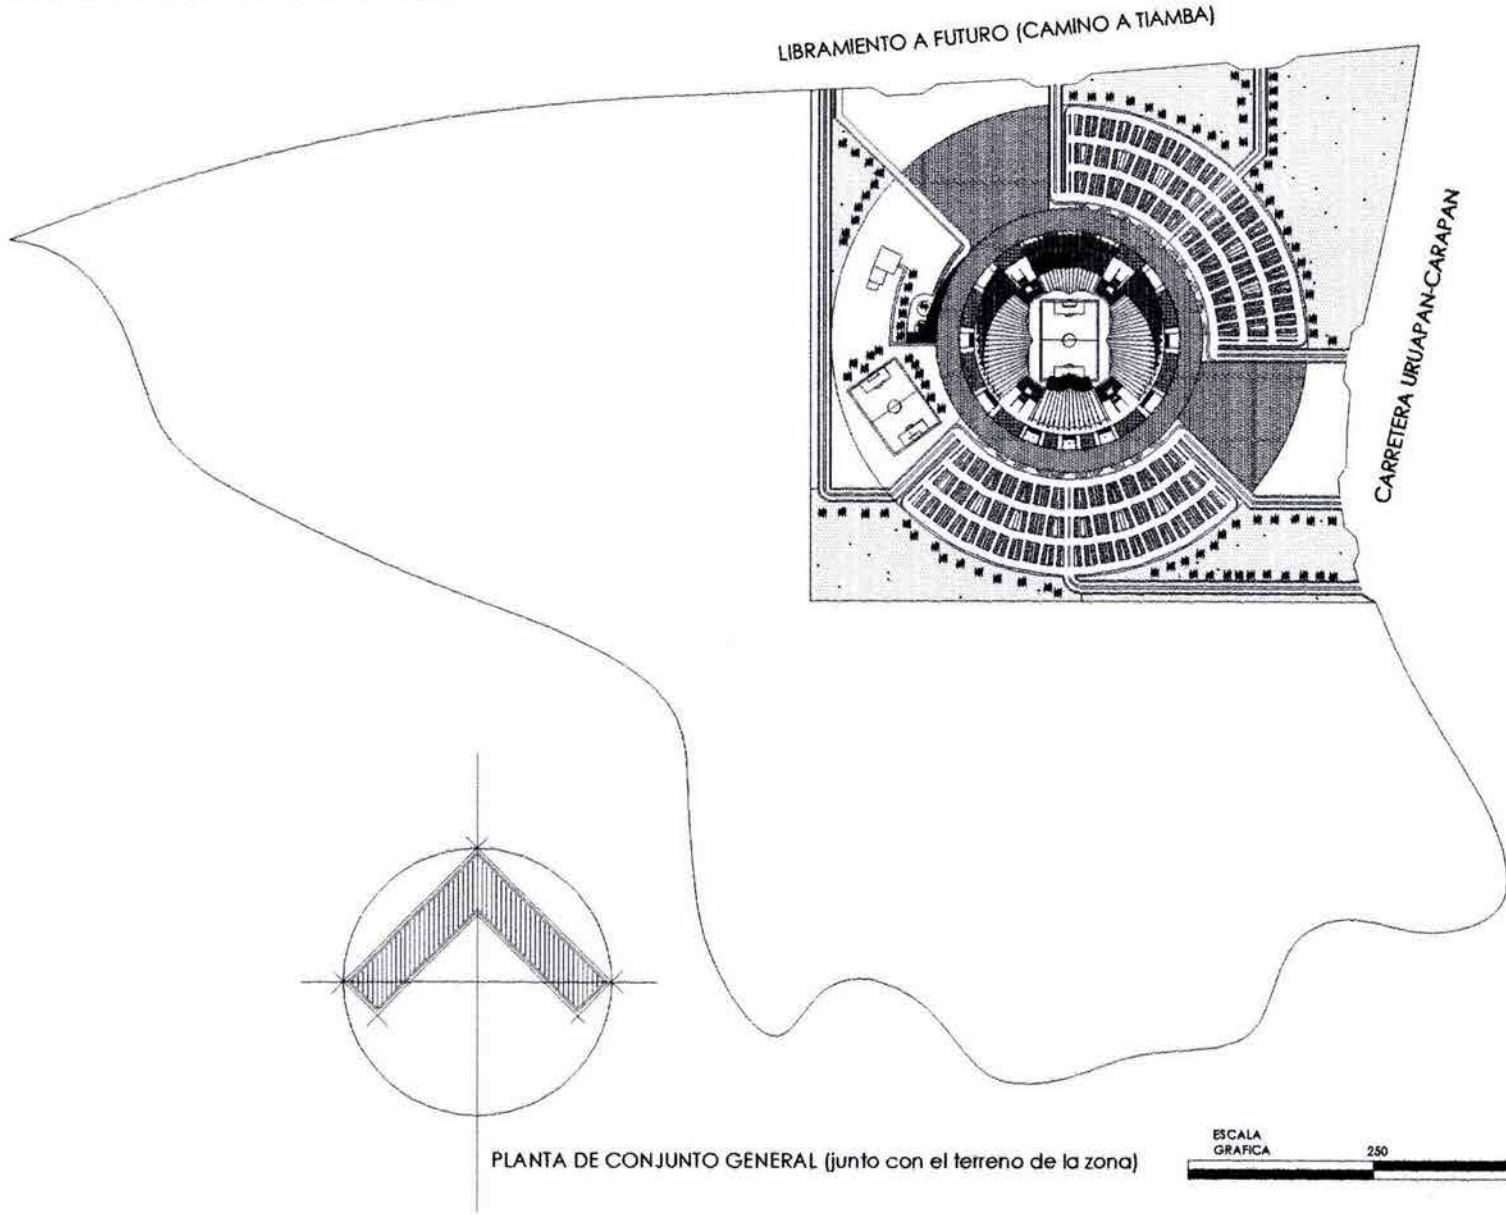 LIBRAMIENTO A FUTURO (CAMINO A TIAMBA)
CARRETERA URUAPAN-CARAPAN
PLANTA DE CONJUNTO GENERAL (junto con el terreno de la zona)
ESCALA
GRAFICA 250